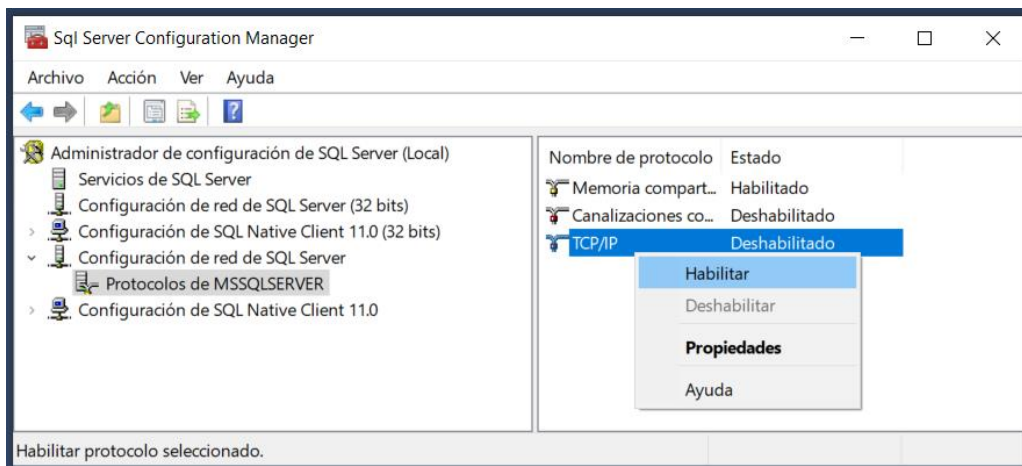 Sql Server Configuration Manager
Archivo Acción Ver Ayuda
Administrador de configuración de SQL Server (Local)
Servicios de SQL Server
Configuración de red de SQL Server (32 bits)
Configuración de SQL Native Client 11.0 (32 bits)
Configuración de red de SQL Server
Protocolos de MSSQLSERVER
Configuración de SQL Native Client 11.0
Nombre de protocolo Estado
Memoria compart... Habilitado
Canalizaciones co... Deshabilitado
TCP/IP Deshabilitado
Habilitar
Deshabilitar
Propiedades
Ayuda
Habilitar protocolo seleccionado.